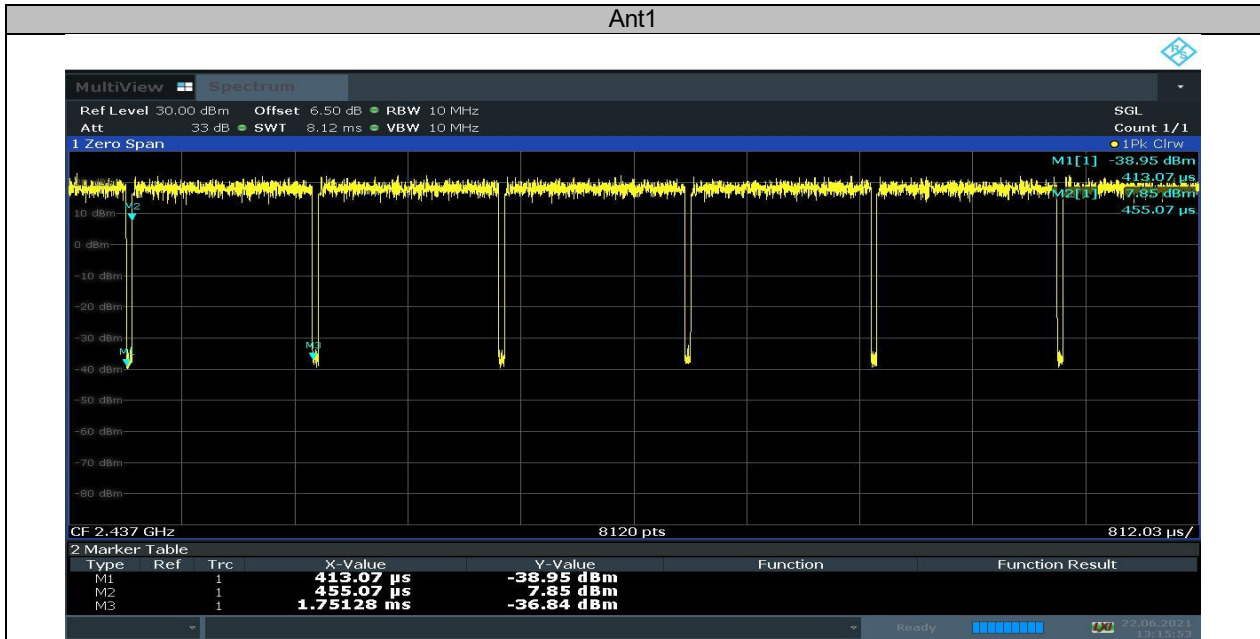 Ant1
R&S
MultiView Spectrum
Ref Level 30.00 dBm Offset 6.50 dB RBW 10 MHz SGL
Att 33 dB SWT 8.12 ms VBW 10 MHz Count 1/1
1 Zero Span 1Pk Clrw
M1[1] -38.95 dBm
413.07 µs
M2[1] 7.85 dBm
455.07 µs
M2
10 dBm
0 dBm
-10 dBm
-20 dBm
-30 dBm
M1 M3
-40 dBm
-50 dBm
-60 dBm
-70 dBm
-80 dBm
CF 2.437 GHz 8120 pts 812.03 µs/
2 Marker Table
Type Ref Trc X-Value Y-Value Function Function Result
M1 1 413.07 µs -38.95 dBm
M2 1 455.07 µs 7.85 dBm
M3 1 1.75128 ms -36.84 dBm
Ready 22.06.2021
13:15:53